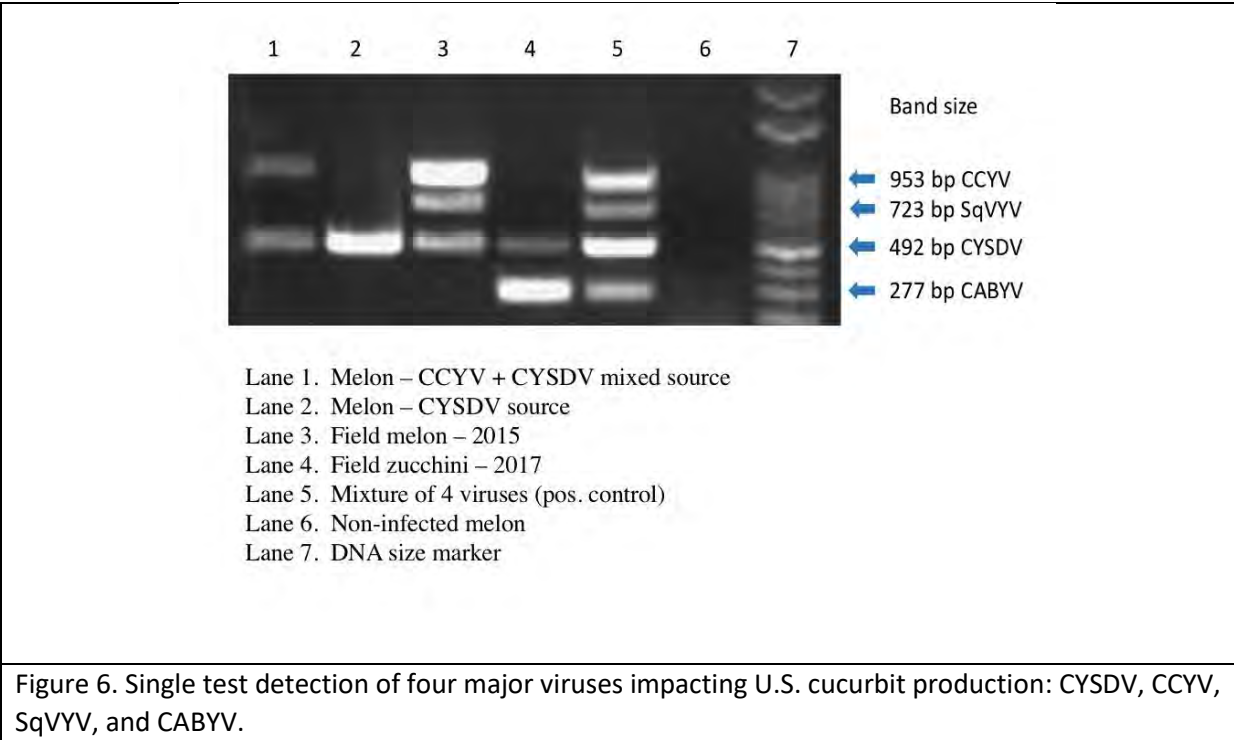 1 2 3 4 5 6 7
Band size
953 bp CCYV
723 bp SqVYV
492 bp CYSDV
277 bp CABYV
Lane 1. Melon – CCYV + CYSDV mixed source
Lane 2. Melon – CYSDV source
Lane 3. Field melon – 2015
Lane 4. Field zucchini – 2017
Lane 5. Mixture of 4 viruses (pos. control)
Lane 6. Non-infected melon
Lane 7. DNA size marker
Figure 6. Single test detection of four major viruses impacting U.S. cucurbit production: CYSDV, CCYV,
SqVYV, and CABYV.